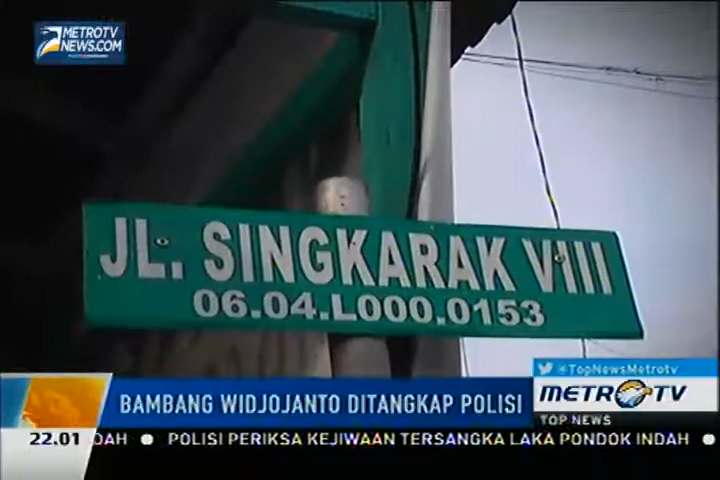 METROTV
NEWS.COM
JL. SINGKARAK VIII
06.04.L000.0153
@TopNewsMetrotv
BAMBANG WIDJOJANTO DITANGKAP POLISI
METRO TV
TOP NEWS
22.01 DAH ● POLISI PERIKSA KEJIWAAN TERSANGKA LAKA PONDOK INDAH ●